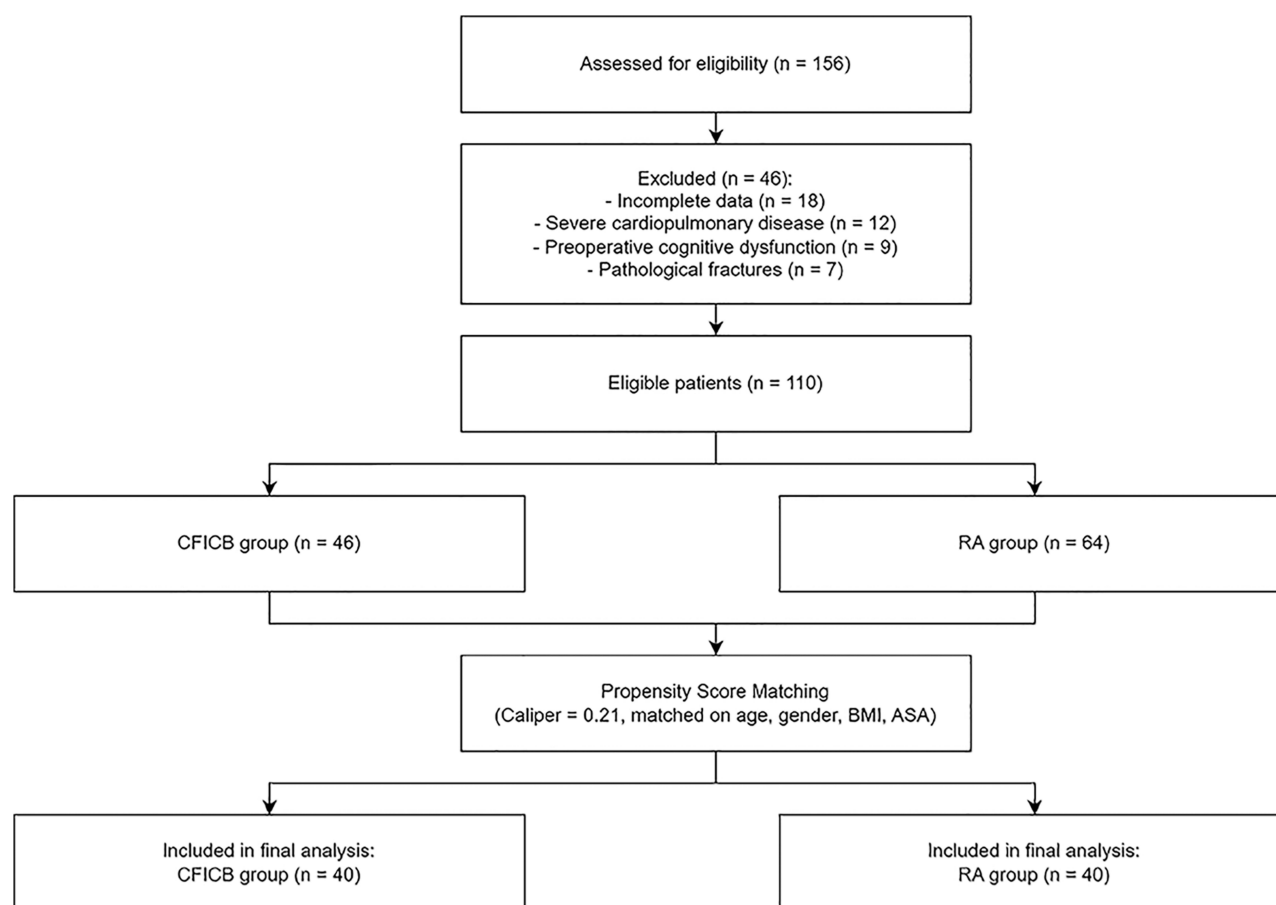 Assessed for eligibility (n = 156)
Excluded (n = 46):
- Incomplete data (n = 18)
- Severe cardiopulmonary disease (n = 12)
- Preoperative cognitive dysfunction (n = 9)
- Pathological fractures (n = 7)
Eligible patients (n = 110)
CFICB group (n = 46)
RA group (n = 64)
Propensity Score Matching
(Caliper = 0.21, matched on age, gender, BMI, ASA)
Included in final analysis:
CFICB group (n = 40)
Included in final analysis:
RA group (n = 40)